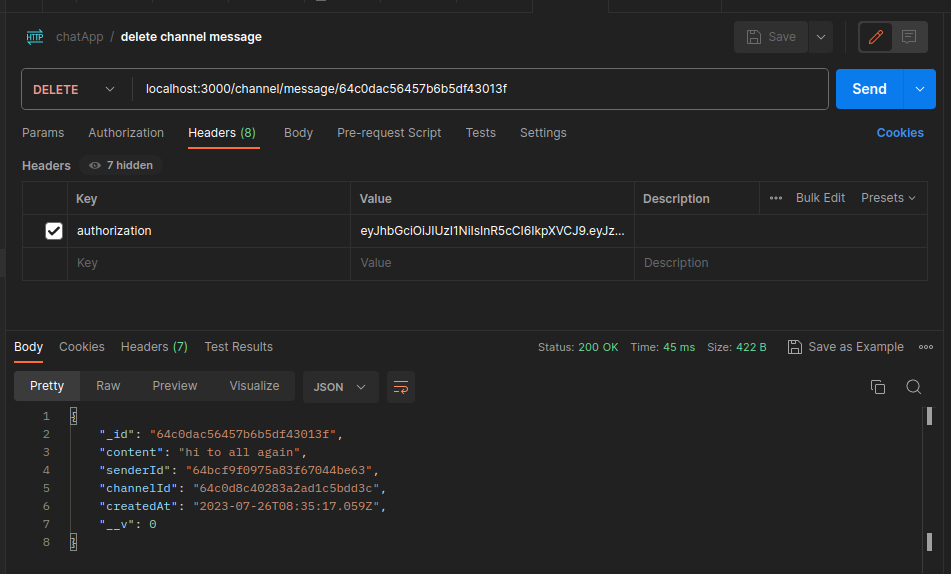 HTTP chatApp / delete channel message Save
DELETE localhost:3000/channel/message/64c0dac56457b6b5df43013f Send
Params Authorization Headers (8) Body Pre-request Script Tests Settings Cookies
Headers 7 hidden
Key Value Description Bulk Edit Presets
authorization eyJhbGciOiJIUzI1NiIsInR5cCI6IkpXVCJ9.eyJz...
Key Value Description
Body Cookies Headers (7) Test Results Status: 200 OK Time: 45 ms Size: 422 B Save as Example
Pretty Raw Preview Visualize JSON
1 {
2 "_id": "64c0dac56457b6b5df43013f",
3 "content": "hi to all again",
4 "senderId": "64bcf9f0975a83f67044be63",
5 "channelId": "64c0d8c40283a2ad1c5bdd3c",
6 "createdAt": "2023-07-26T08:35:17.059Z",
7 "__v": 0
8 }